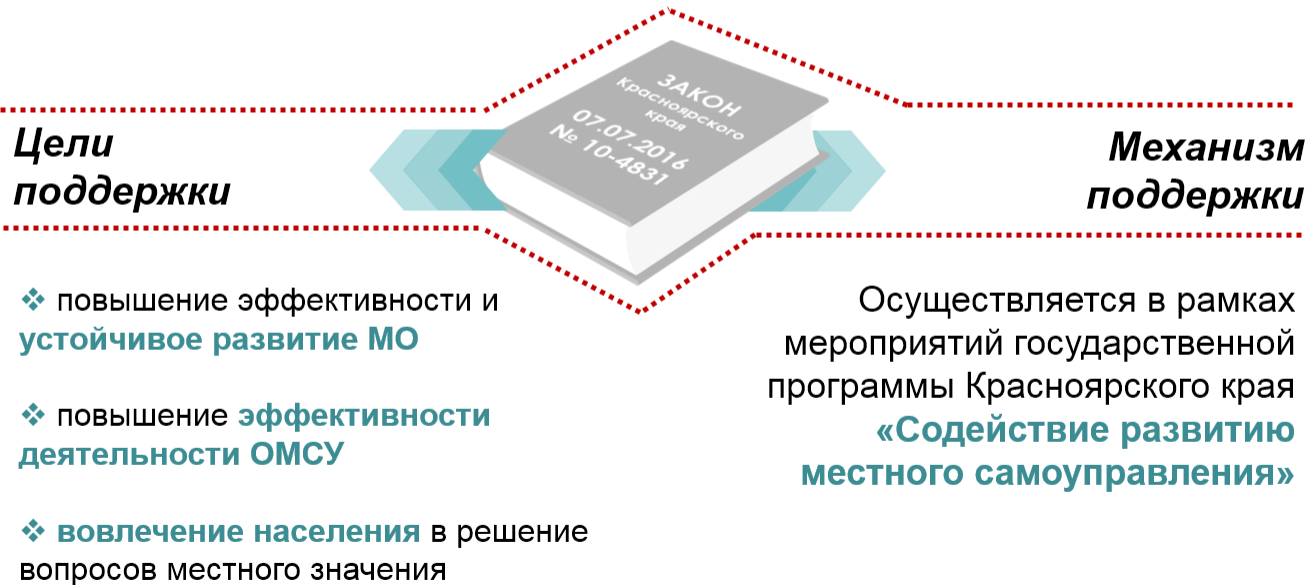 ЗАКОН
Красноярского
края
07.07.2016
№ 10-4831
Цели
поддержки
❖ повышение эффективности и
устойчивое развитие МО
❖ повышение эффективности
деятельности ОМСУ
❖ вовлечение населения в решение
вопросов местного значения
Механизм
поддержки
Осуществляется в рамках
мероприятий государственной
программы Красноярского края
«Содействие развитию
местного самоуправления»